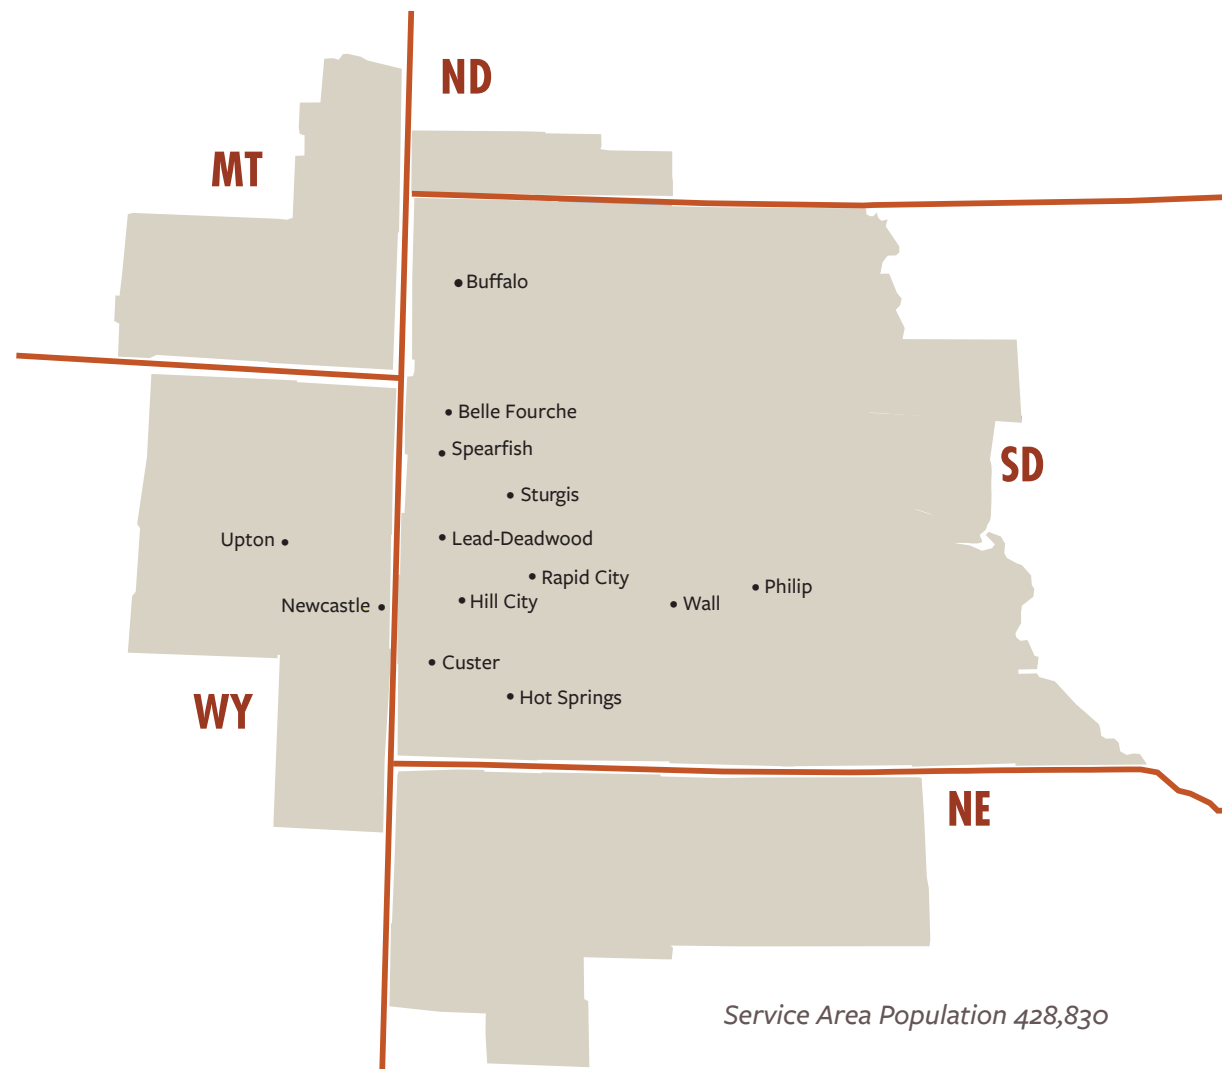 ND
MT
Buffalo
Belle Fourche
Spearfish
SD
Sturgis
Upton
Lead-Deadwood
Rapid City
Philip
Newcastle
Hill City
Wall
Custer
Hot Springs
WY
NE
Service Area Population 428,830